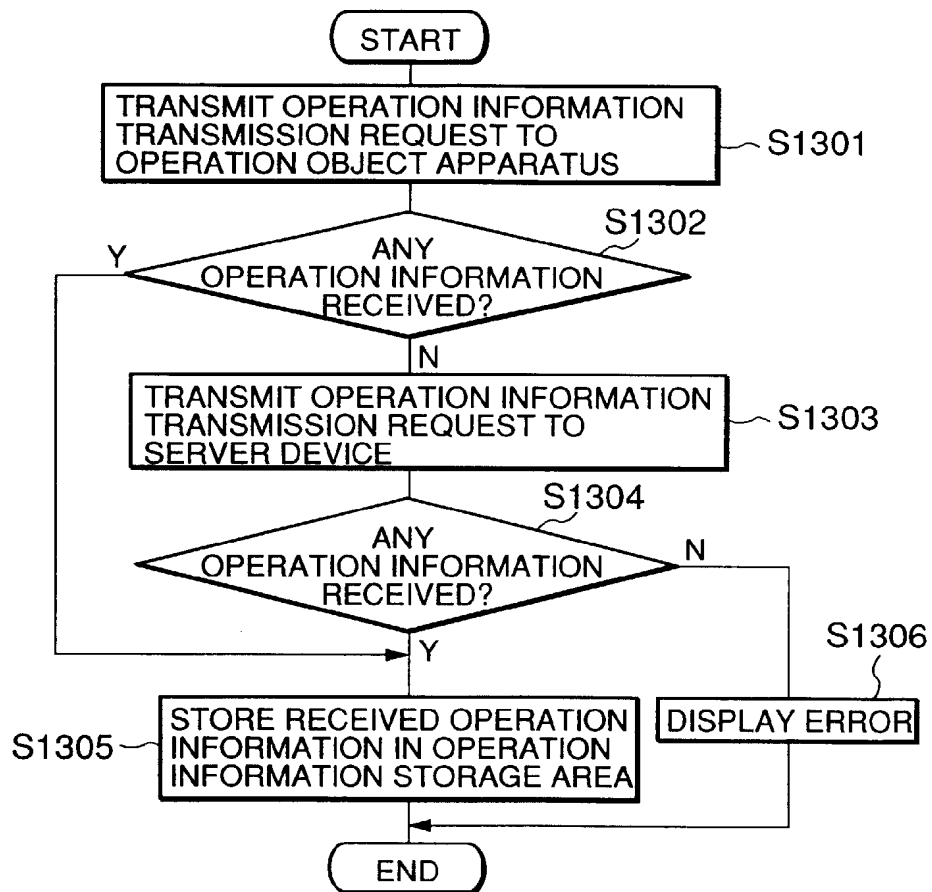 START
TRANSMIT OPERATION INFORMATION
TRANSMISSION REQUEST TO
OPERATION OBJECT APPARATUS
S1301
S1302
Y
ANY
OPERATION INFORMATION
RECEIVED?
N
TRANSMIT OPERATION INFORMATION
TRANSMISSION REQUEST TO
SERVER DEVICE
S1303
S1304
ANY
OPERATION INFORMATION
RECEIVED?
N
Y
S1306
S1305
STORE RECEIVED OPERATION
INFORMATION IN OPERATION
INFORMATION STORAGE AREA
DISPLAY ERROR
END